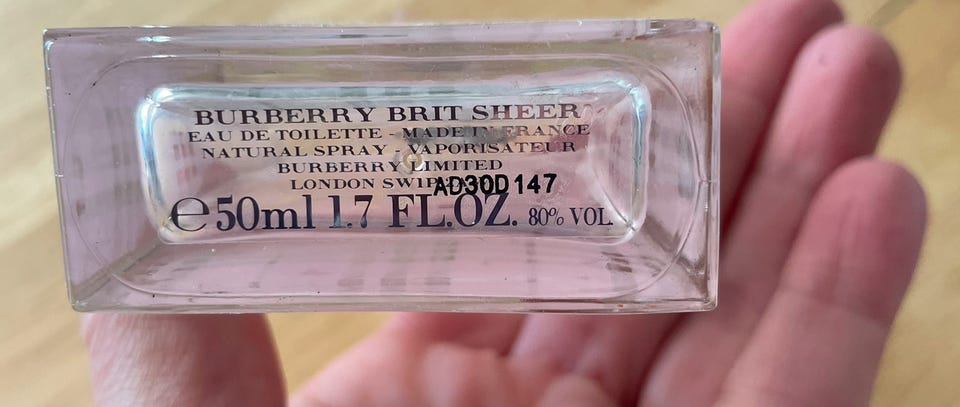 BURBERRY BRIT SHEER
EAU DE TOILETTE - MADE IN FRANCE
NATURAL SPRAY - VAPORISATEUR
BURBERRY LIMITED
LONDON SW1P
AD30D 147
℮50ml 1.7 FL.OZ. 80% VOL.